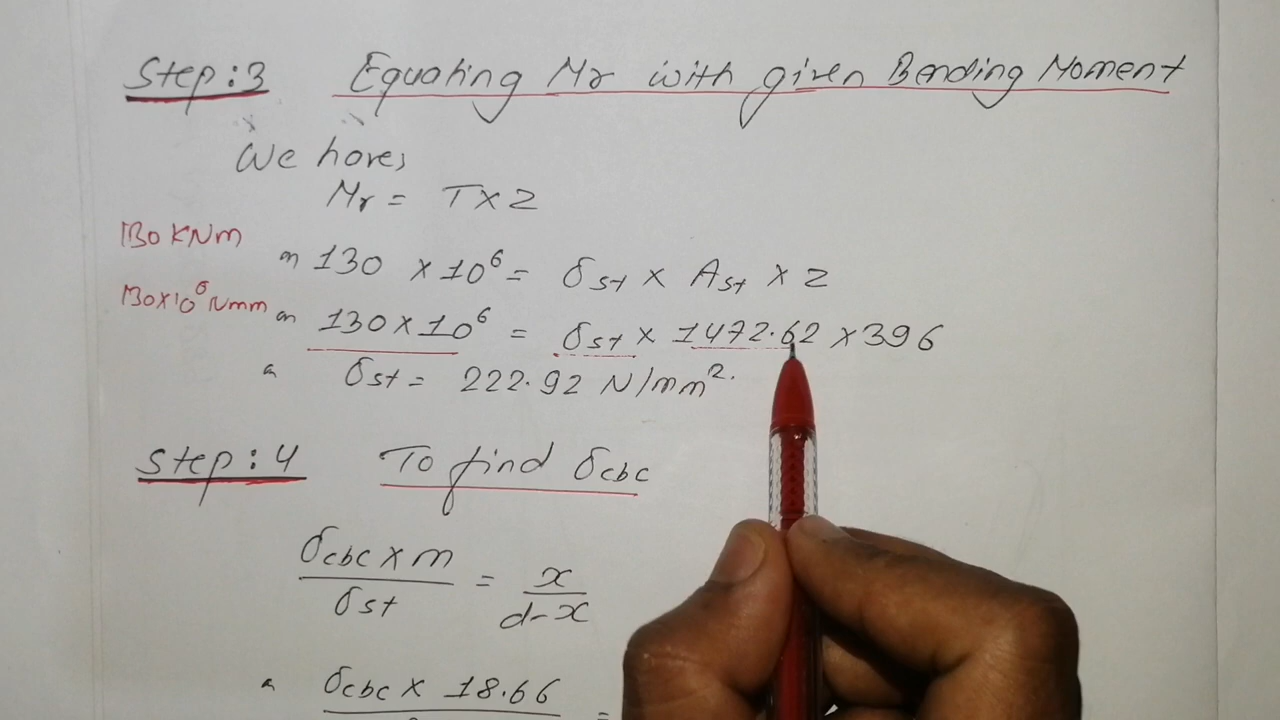 Step:3 Equating Mr with given Bending Moment
We have,
Mr = T x z
130 KNm
or 130 x 10⁶ = σst x Ast x z
130x10⁶ Nmm
or 130 x 10⁶ = σst x 1472.62 x 396
σst = 222.92 N/mm².
Step:4 To find σcbc
σcbc x m / σst = x / d-x
σcbc x 18.66 =